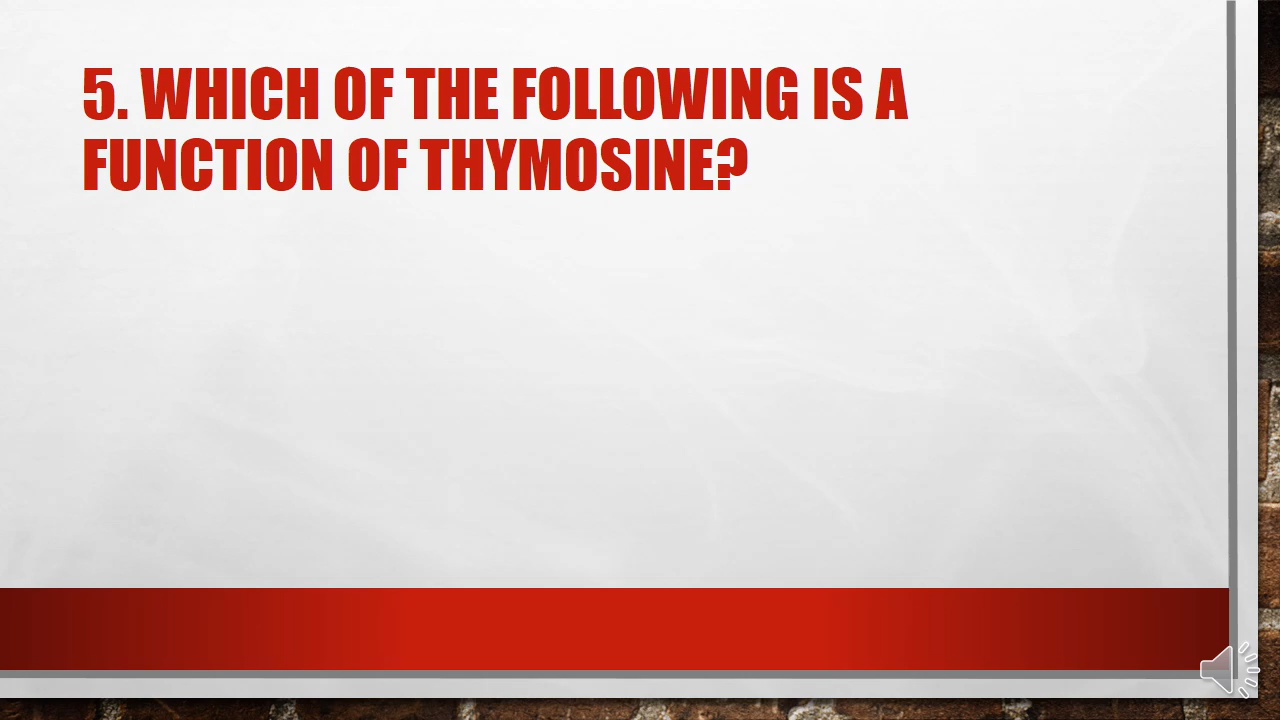 5. WHICH OF THE FOLLOWING IS A
FUNCTION OF THYMOSINE?